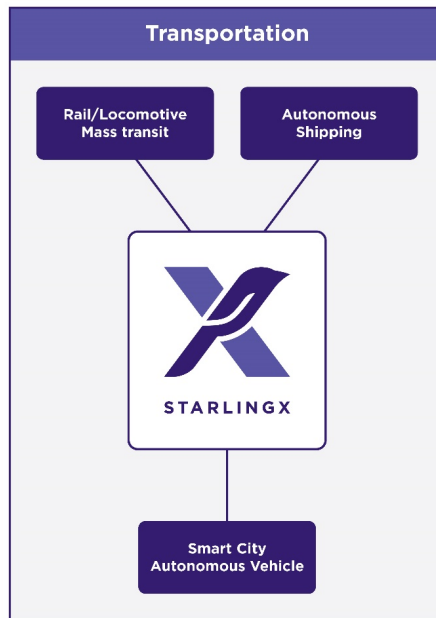 Transportation
Rail/Locomotive
Mass transit
Autonomous
Shipping
STARLINGX
Smart City
Autonomous Vehicle